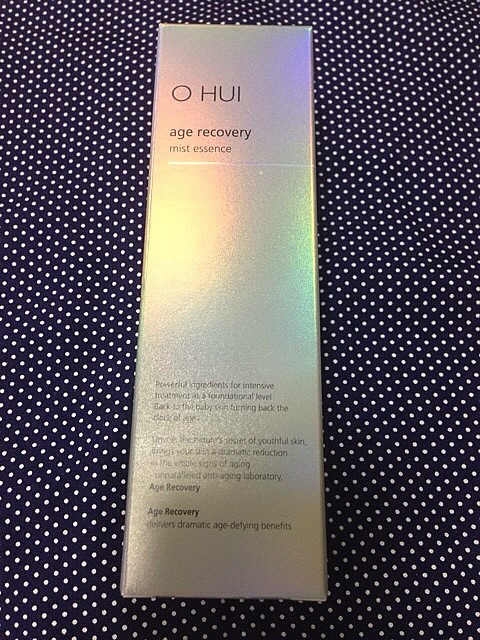 O HUI
age recovery
mist essence
Powerful ingredients for intensive
treatment at a foundational level
Back to the baby skin turning back the
clock of age
Unveils the nature's secret of youthful skin,
brings your skin a dramatic reduction
in the visible signs of aging
unparalleled anti-aging laboratory,
Age Recovery
Age Recovery
delivers dramatic age-defying benefits